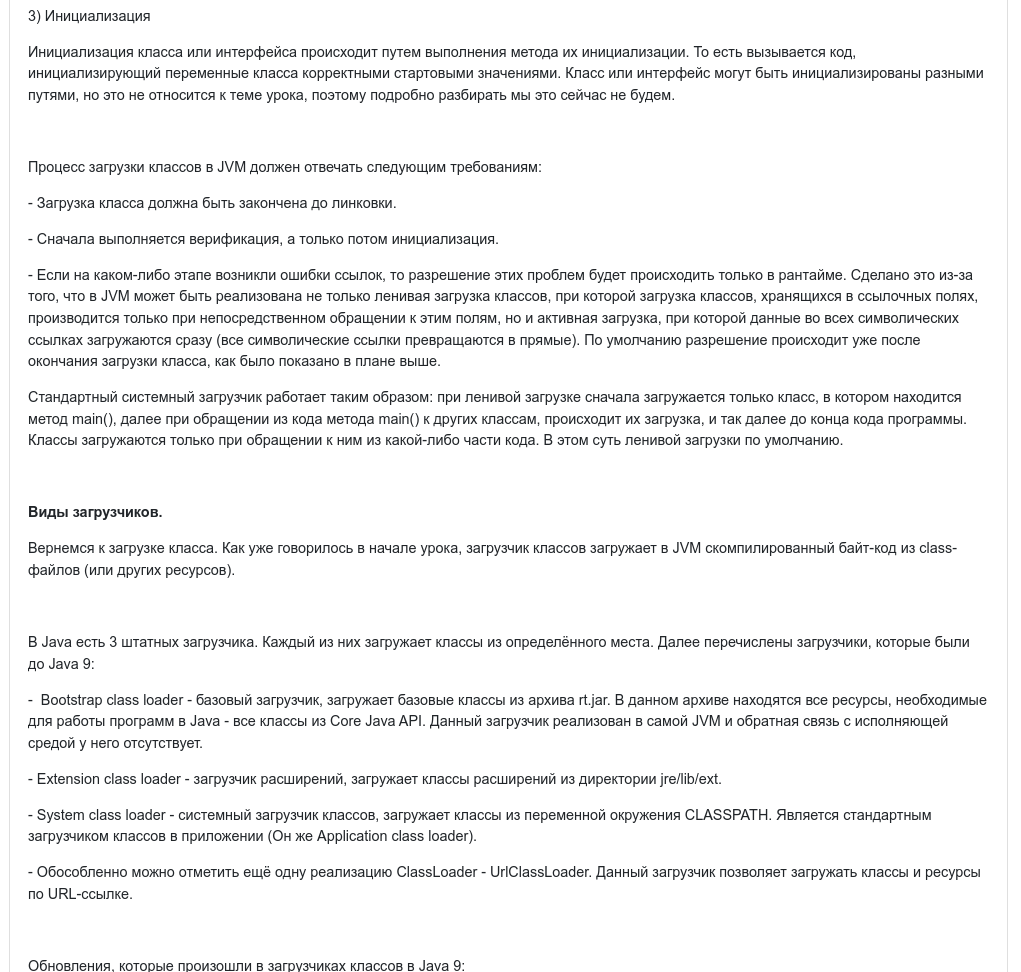 3) Инициализация
Инициализация класса или интерфейса происходит путем выполнения метода их инициализации. То есть вызывается код,
инициализирующий переменные класса корректными стартовыми значениями. Класс или интерфейс могут быть инициализированы разными
путями, но это не относится к теме урока, поэтому подробно разбирать мы это сейчас не будем.
Процесс загрузки классов в JVM должен отвечать следующим требованиям:
- Загрузка класса должна быть закончена до линковки.
- Сначала выполняется верификация, а только потом инициализация.
- Если на каком-либо этапе возникли ошибки ссылок, то разрешение этих проблем будет происходить только в рантайме. Сделано это из-за
того, что в JVM может быть реализована не только ленивая загрузка классов, при которой загрузка классов, хранящихся в ссылочных полях,
производится только при непосредственном обращении к этим полям, но и активная загрузка, при которой данные во всех символических
ссылках загружаются сразу (все символические ссылки превращаются в прямые). По умолчанию разрешение происходит уже после
окончания загрузки класса, как было показано в плане выше.
Стандартный системный загрузчик работает таким образом: при ленивой загрузке сначала загружается только класс, в котором находится
метод main(), далее при обращении из кода метода main() к других классам, происходит их загрузка, и так далее до конца кода программы.
Классы загружаются только при обращении к ним из какой-либо части кода. В этом суть ленивой загрузки по умолчанию.
Виды загрузчиков.
Вернемся к загрузке класса. Как уже говорилось в начале урока, загрузчик классов загружает в JVM скомпилированный байт-код из class-
файлов (или других ресурсов).
В Java есть 3 штатных загрузчика. Каждый из них загружает классы из определённого места. Далее перечислены загрузчики, которые были
до Java 9:
- Bootstrap class loader - базовый загрузчик, загружает базовые классы из архива rt.jar. В данном архиве находятся все ресурсы, необходимые
для работы программ в Java - все классы из Core Java API. Данный загрузчик реализован в самой JVM и обратная связь с исполняющей
средой у него отсутствует.
- Extension class loader - загрузчик расширений, загружает классы расширений из директории jre/lib/ext.
- System class loader - системный загрузчик классов, загружает классы из переменной окружения CLASSPATH. Является стандартным
загрузчиком классов в приложении (Он же Application class loader).
- Обособленно можно отметить ещё одну реализацию ClassLoader - UrlClassLoader. Данный загрузчик позволяет загружать классы и ресурсы
по URL-ссылке.
Обновления, которые произошли в загрузчиках классов в Java 9: